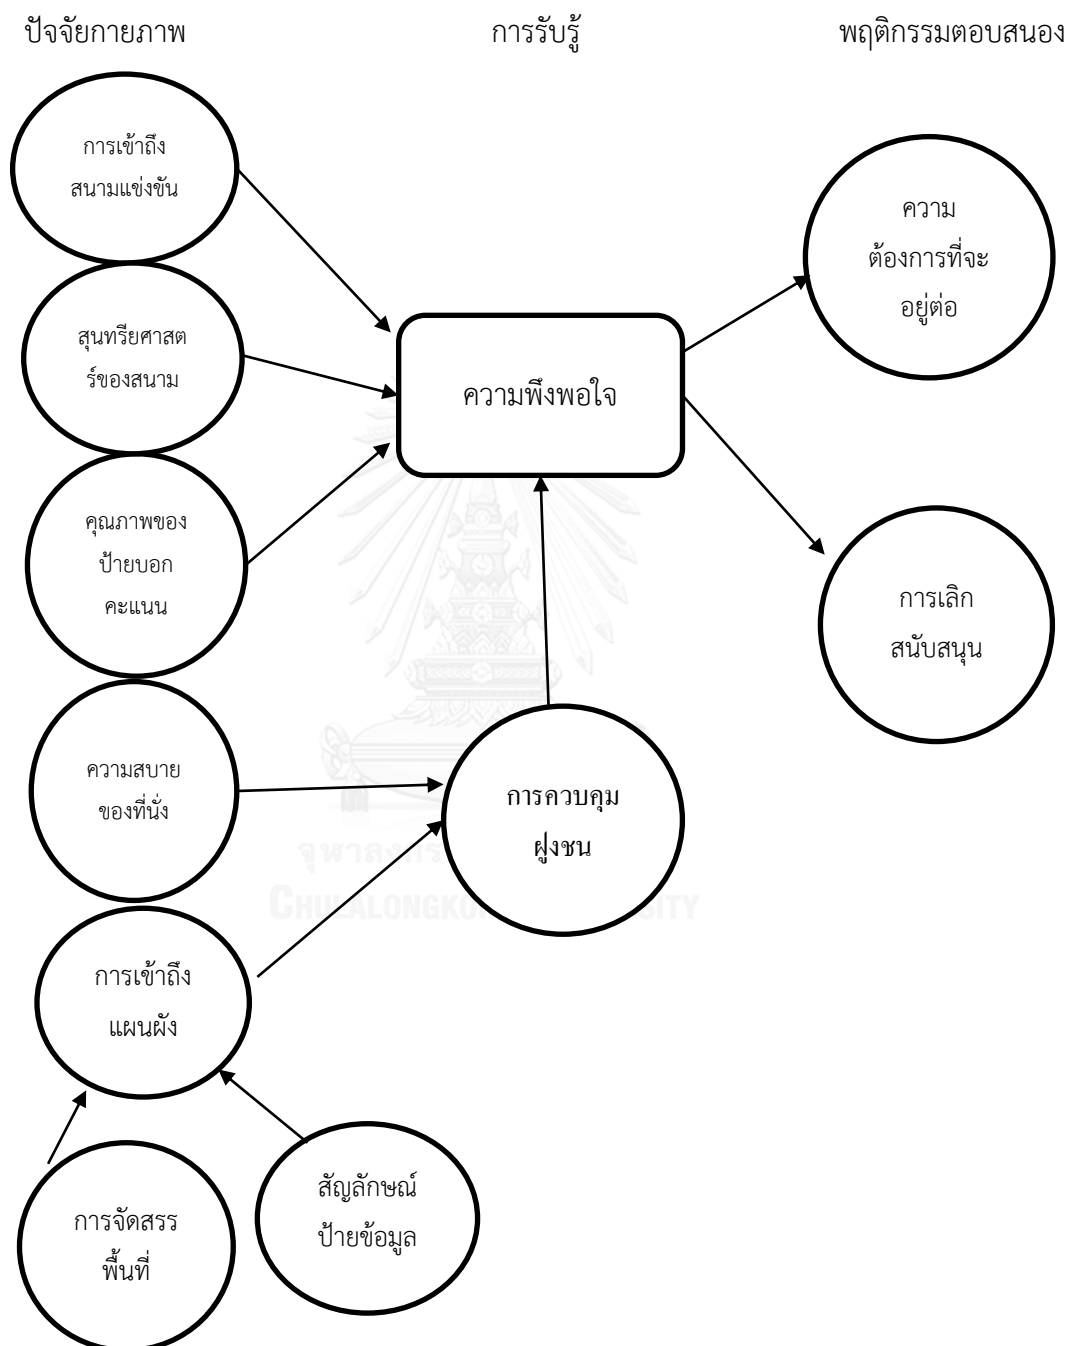 ปัจจัยกายภาพ
การรับรู้
พฤติกรรมตอบสนอง
การเข้าถึง
สนามแข่งขัน
สุนทรียศาสต
ร์ของสนาม
คุณภาพของ
ป้ายบอก
คะแนน
ความสบาย
ของที่นั่ง
การเข้าถึง
แผนผัง
การจัดสรร
พื้นที่
สัญลักษณ์
ป้ายข้อมูล
ความพึงพอใจ
การควบคุม
ฝูงชน
ความ
ต้องการที่จะ
อยู่ต่อ
การเลิก
สนับสนุน